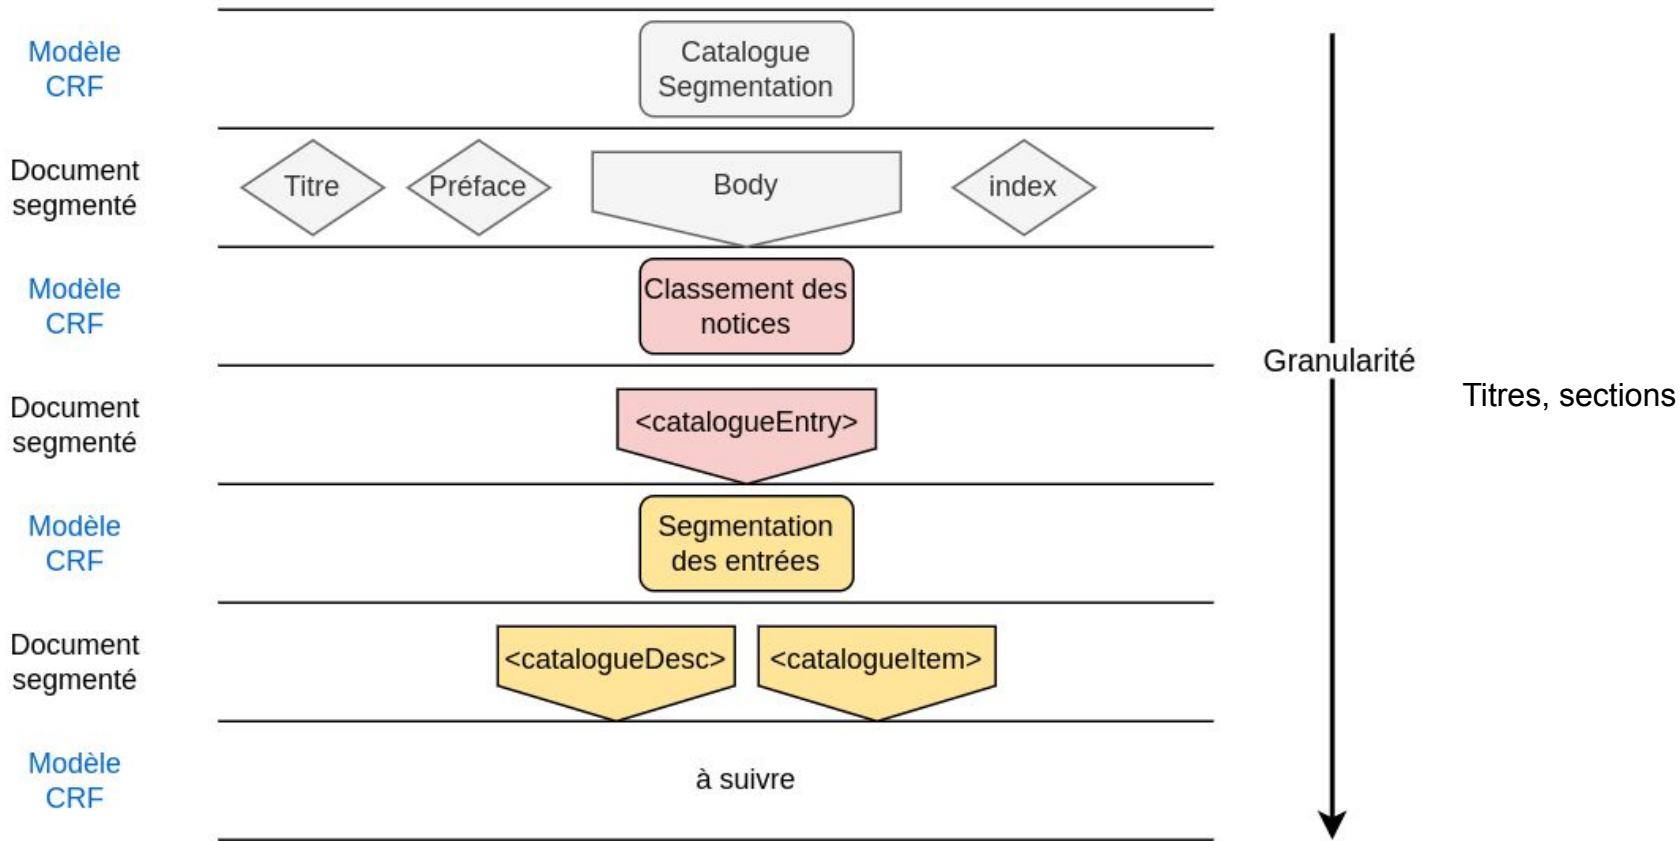 Modèle
CRF
Catalogue
Segmentation
Document
segmenté
Titre
Préface
Body
index
Modèle
CRF
Classement des
notices
Granularité
Titres, sections
Document
segmenté
<catalogueEntry>
Modèle
CRF
Segmentation
des entrées
Document
segmenté
<catalogueDesc>
<catalogueItem>
Modèle
CRF
à suivre